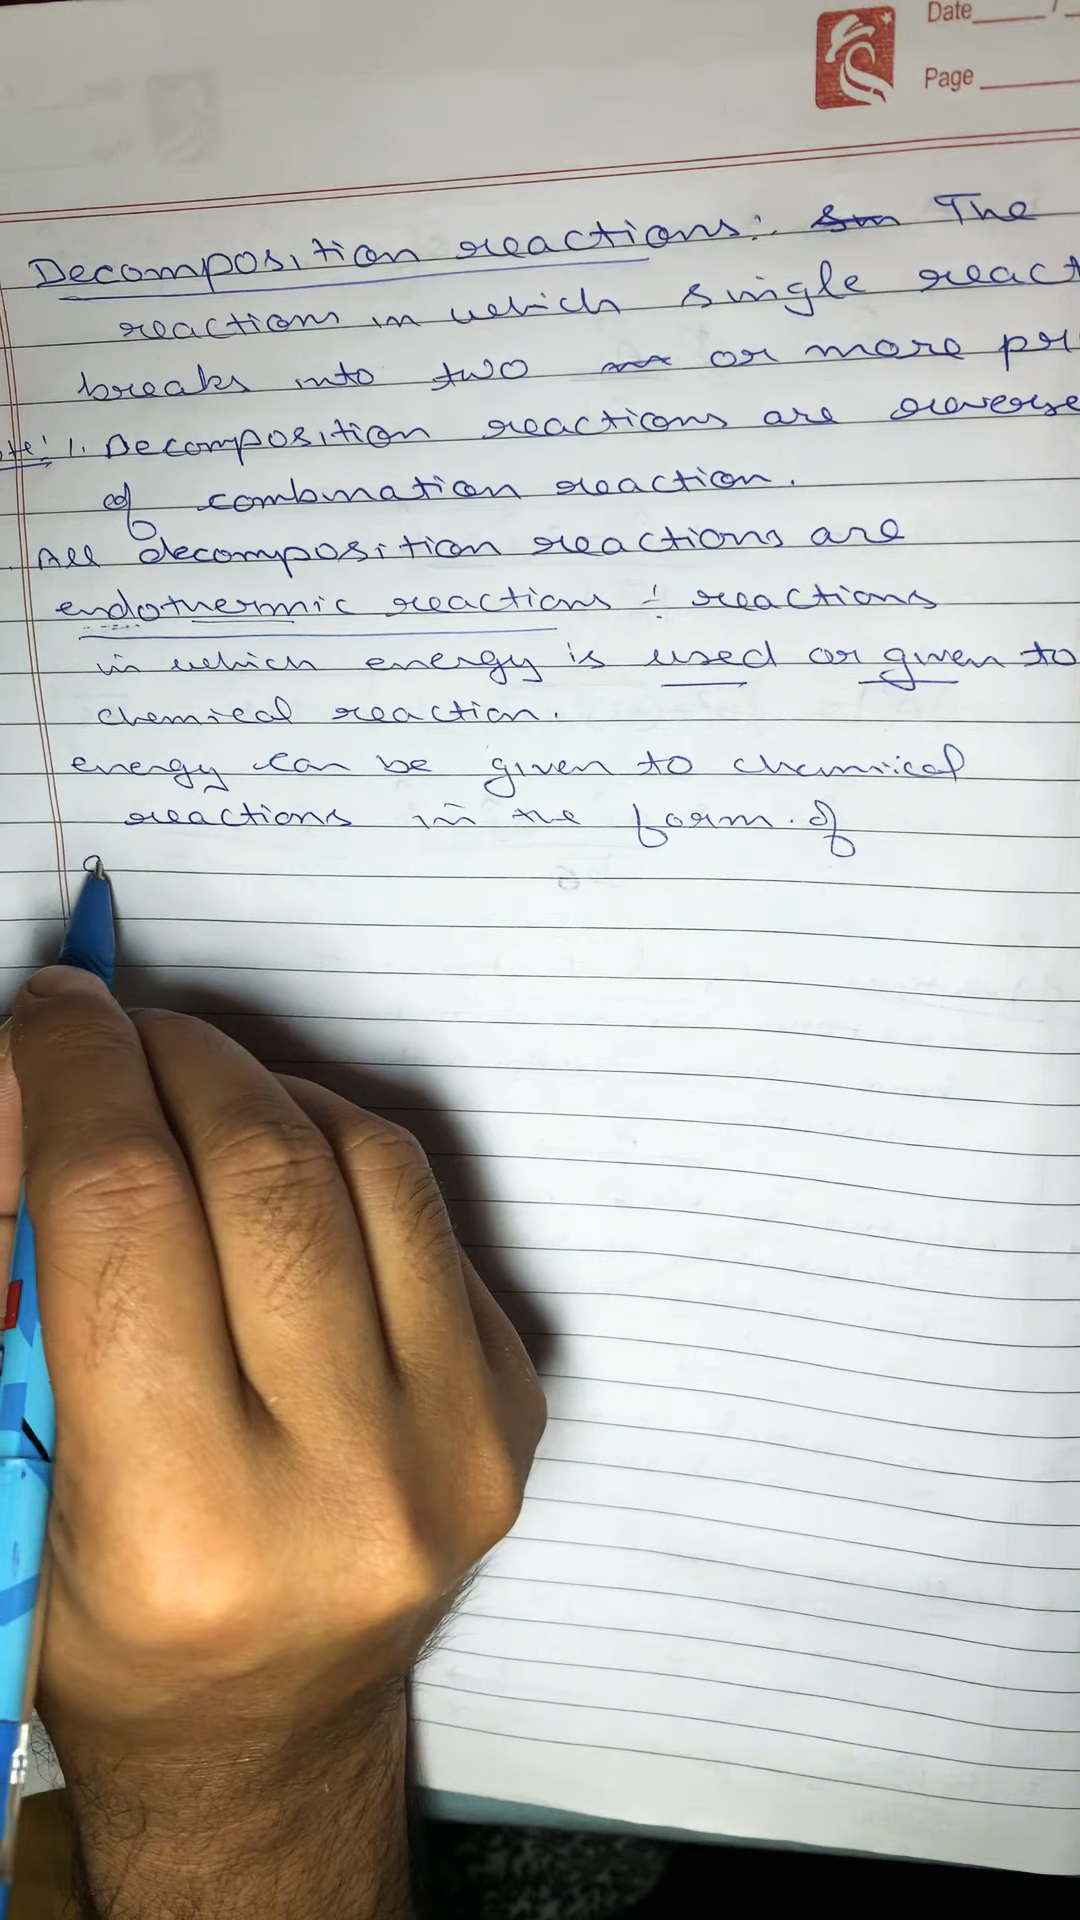 Date
Page
Decomposition reactions: The
reactions in which single react
breaks into two or more pr
te: 1. Decomposition reactions are reverse
of combination reaction.
All decomposition reactions are
endothermic reactions : reactions
in which energy is used or given to
chemical reaction.
energy can be given to chemical
reactions in the form of